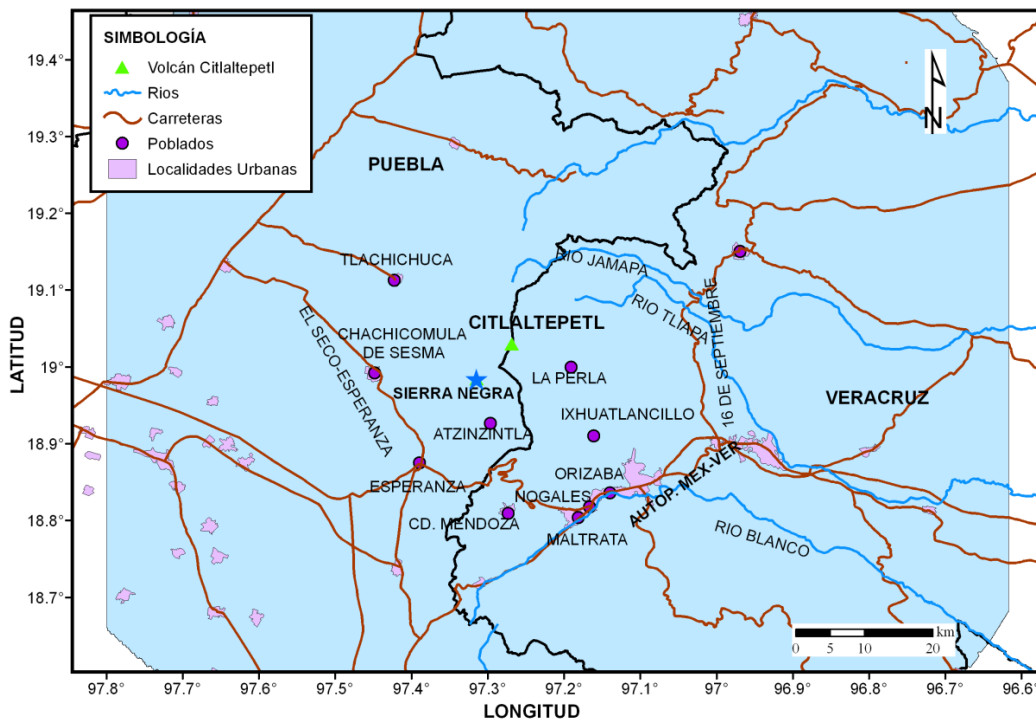 SIMBOLOGÍA
Volcán Citlaltepetl
Rios
Carreteras
Poblados
Localidades Urbanas
N
PUEBLA
TLACHICHUCA
RIO JAMAPA
RIO TLIAPA
16 DE SEPTIEMBRE
EL SECO-ESPERANZA
CHACHICOMULA
DE SESMA
CITLALTEPETL
SIERRA NEGRA
LA PERLA
VERACRUZ
IXHUATLANCILLO
ATZINZINTLA
ESPERANZA
ORIZABA
NOGALES
AUTOP. MEX-VER
CD. MENDOZA
MALTRATA
RIO BLANCO
km
0 5 10 20
LATITUD
19.4°
19.3°
19.2°
19.1°
19°
18.9°
18.8°
18.7°
97.8° 97.7° 97.6° 97.5° 97.4° 97.3° 97.2° 97.1° 97° 96.9° 96.8° 96.7° 96.6°
LONGITUD